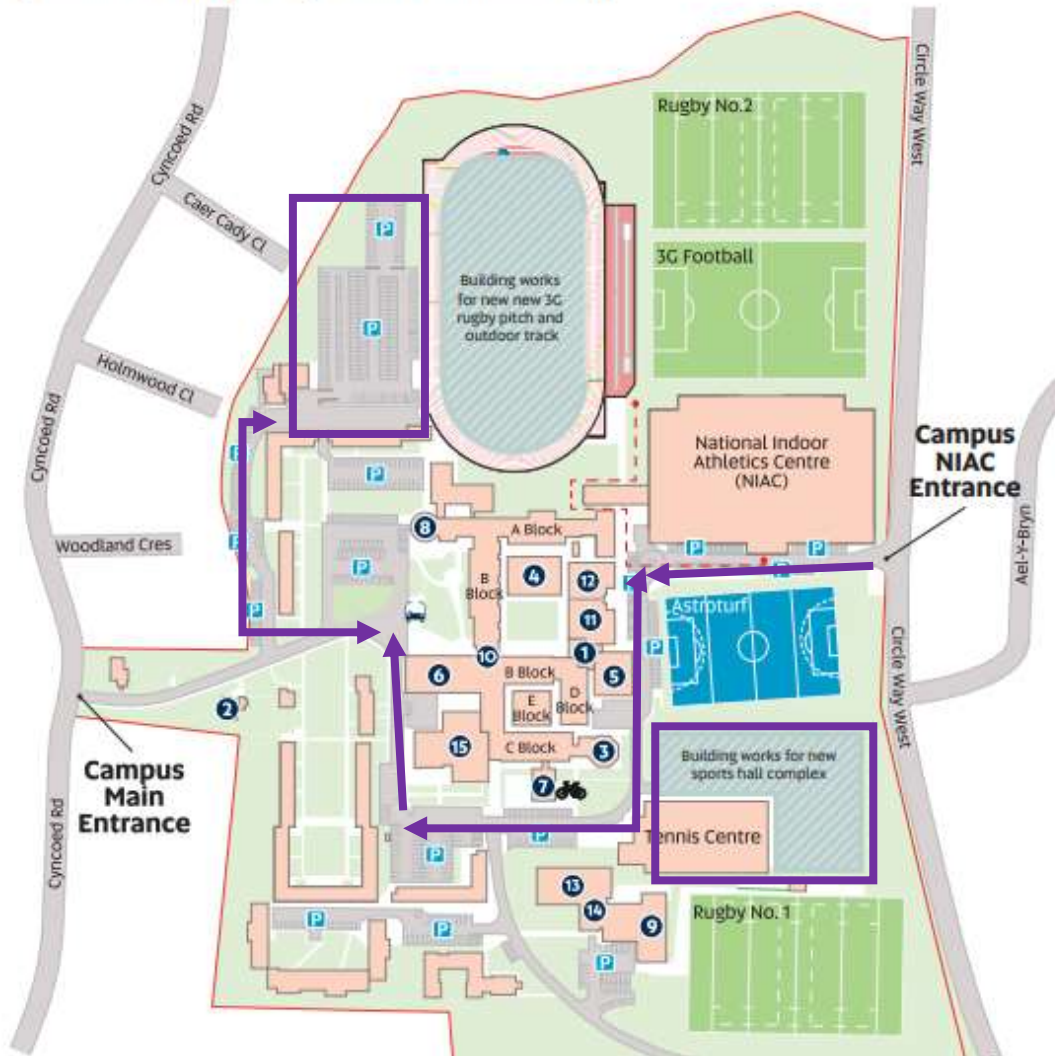 Circle Way West
Rugby No.2
Cyncoed Rd
Caer Cady Cl
P
3G Football
Building works
for new new 3G
rugby pitch and
outdoor track
P
Holmwood Cl
Cyncoed Rd
National Indoor
Athletics Centre
(NIAC)
Campus
NIAC
Entrance
P
P
Ael-Y-Bryn
8
A Block
Woodland Cres
P
P
P
P
B
Block
4
12
P
P
P
Astroturf
11
Circle Way West
10
1
P
6
B Block
5
E
Block
D
Block
2
15
C Block
3
Building works for new
sports hall complex
Campus
Main
Entrance
7
P
Tennis Centre
P
Cyncoed Rd
13
14
9
Rugby No. 1
P
P
P